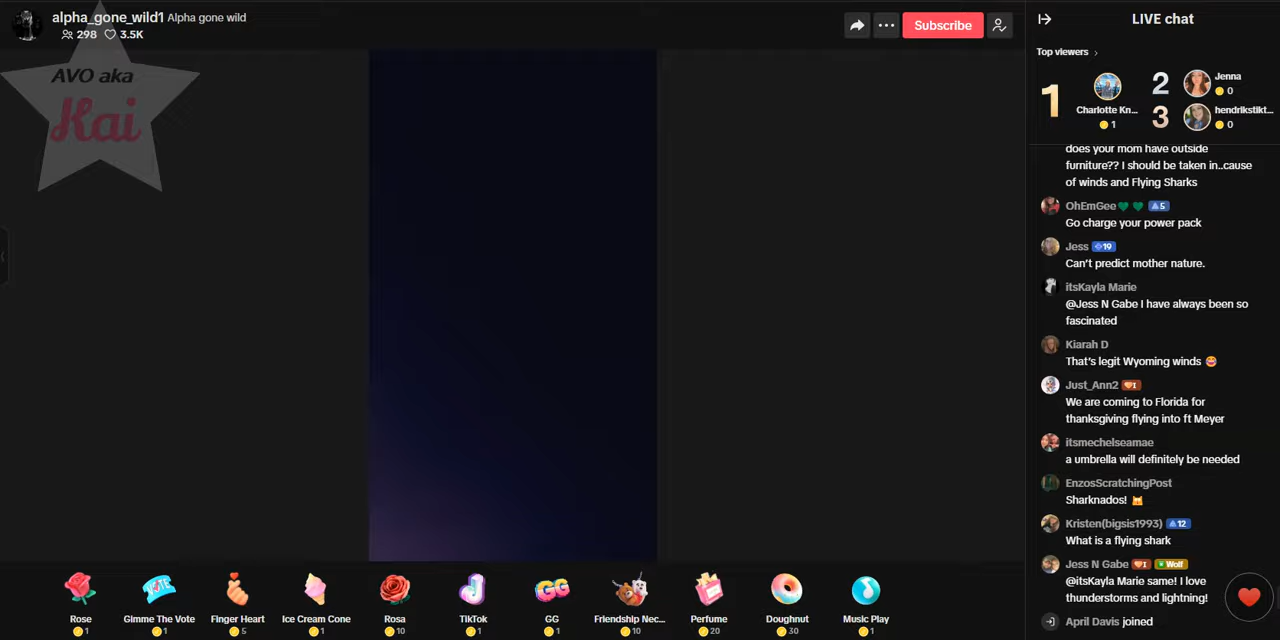 alpha_gone_wild1 Alpha gone wild
298 3.5K
Subscribe
AVO aka
Kai
LIVE chat
Top viewers
1
Charlotte Kn...
1
2
Jenna
0
3
hendrikstikt...
0
does your mom have outside
furniture?? I should be taken in..cause
of winds and Flying Sharks
OhEmGee 5
Go charge your power pack
Jess 19
Can't predict mother nature.
itsKayla Marie
@Jess N Gabe I have always been so
fascinated
Kiarah D
That's legit Wyoming winds
Just_Ann2 I
We are coming to Florida for
thanksgiving flying into ft Meyer
itsmechelseamae
a umbrella will definitely be needed
EnzosScratchingPost
Sharknados!
Kristen(bigsis1993) 12
What is a flying shark
Jess N Gabe I Wolf
@itsKayla Marie same! I love
thunderstorms and lightning!
April Davis joined
VOTE
GG
Rose
1
Gimme The Vote
1
Finger Heart
5
Ice Cream Cone
1
Rosa
10
TikTok
1
GG
1
Friendship Nec...
10
Perfume
20
Doughnut
30
Music Play
1